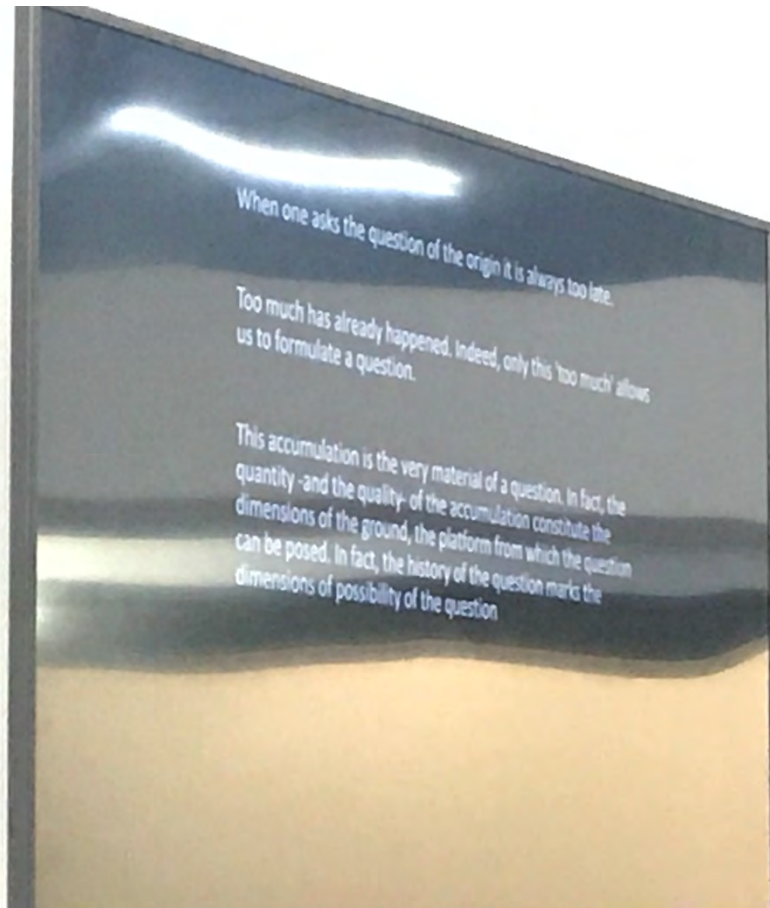 When one asks the question of the origin it is always too late.
Too much has already happened. Indeed, only this 'too much' allows
us to formulate a question.
This accumulation is the very material of a question. In fact, the
quantity -and the quality- of the accumulation constitute the
dimensions of the ground, the platform from which the question
can be posed. In fact, the history of the question marks the
dimensions of possibility of the question